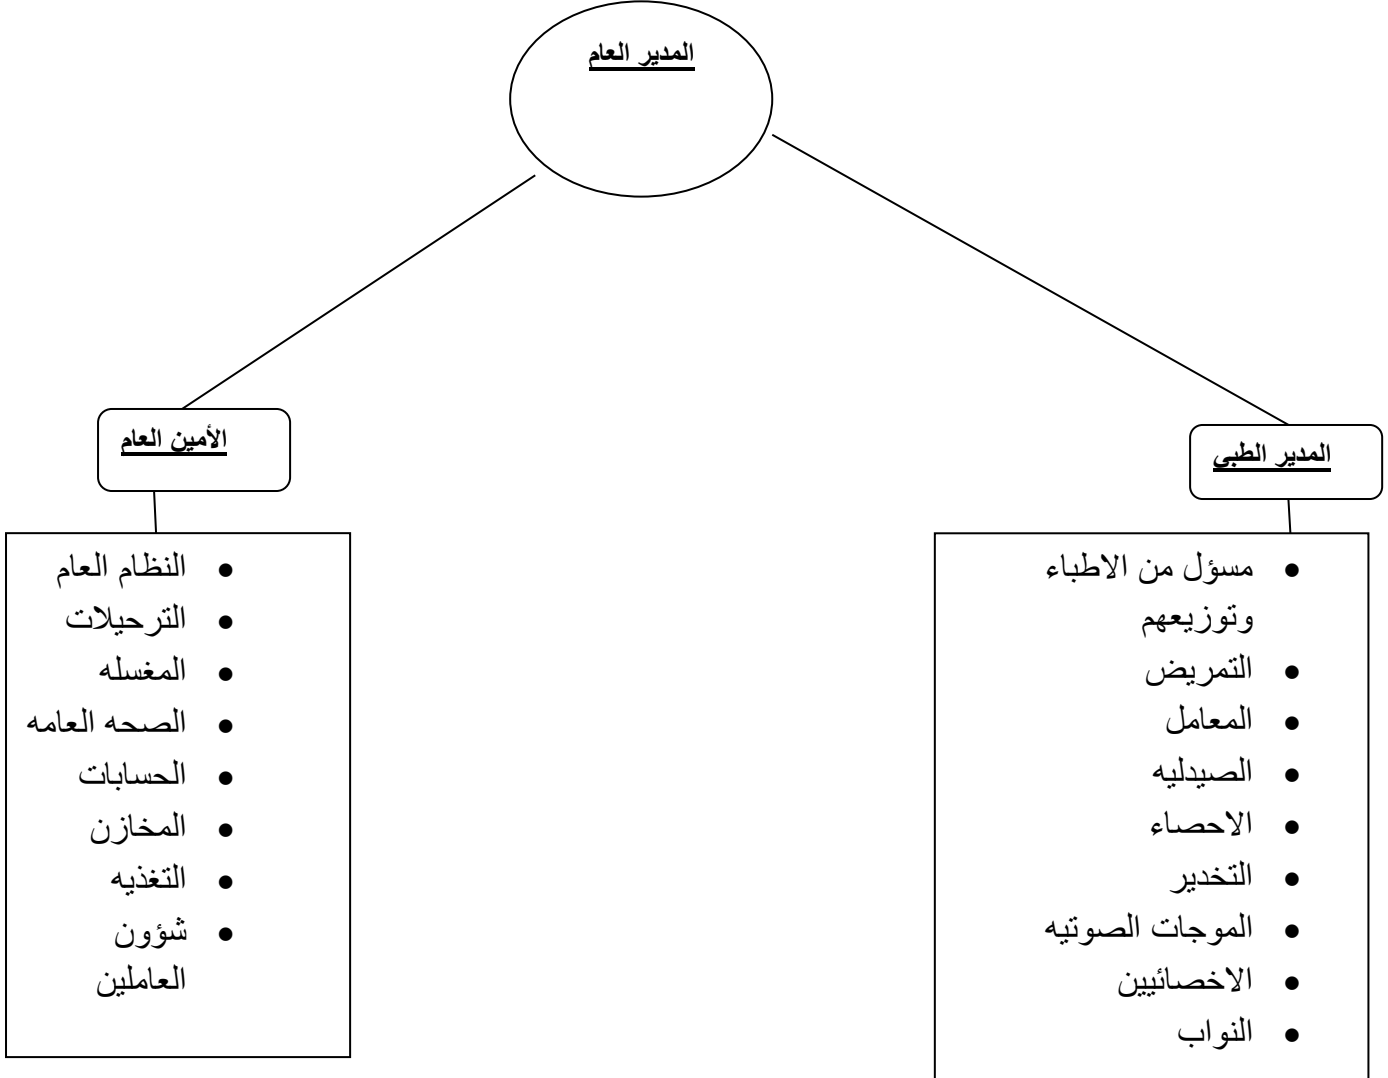 المدير العام
المدير الطبي
الأمين العام
• مسؤل من الاطباء
وتوزيعهم
• التمريض
• المعامل
• الصيدليه
• الاحصاء
• التخدير
• الموجات الصوتيه
• الاخصائيين
• النواب
• النظام العام
• الترحيلات
• المغسله
• الصحه العامه
• الحسابات
• المخازن
• التغذيه
• شؤون
العاملين